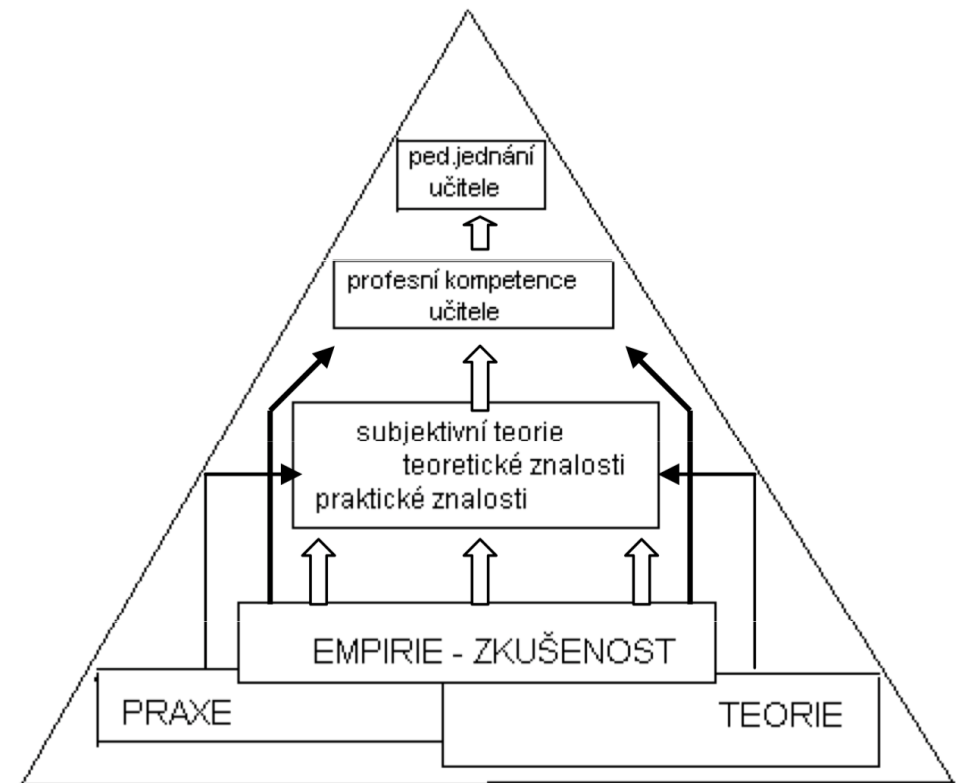 ped.jednání
učitele
profesní kompetence
učitele
subjektivní teorie
teoretické znalosti
praktické znalosti
EMPIRIE - ZKUŠENOST
PRAXE
TEORIE